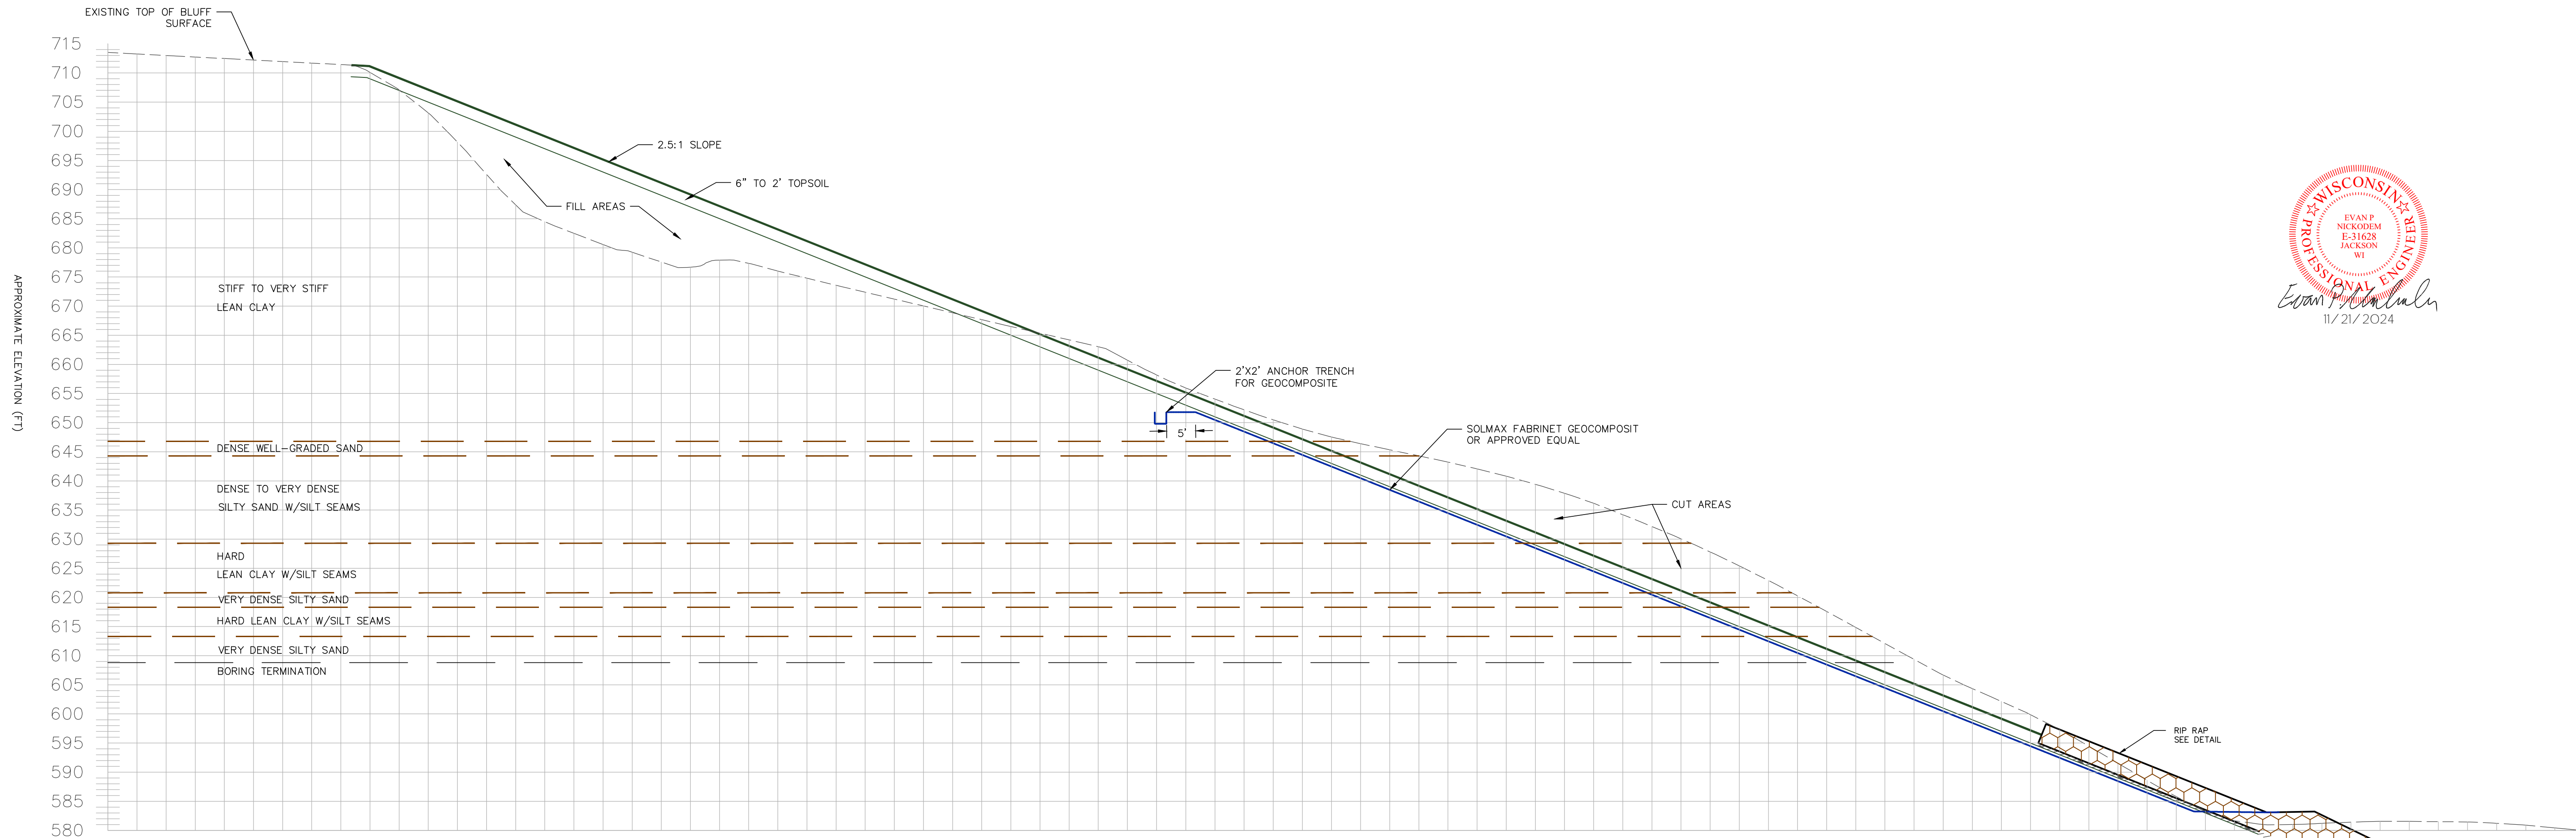 EXISTING TOP OF BLUFF
SURFACE
715
710
705
700
695
690
685
680
675
670
665
660
655
650
645
640
635
630
625
620
615
610
605
600
595
590
585
580
APPROXIMATE ELEVATION (FT)
2.5:1 SLOPE
6" TO 2' TOPSOIL
FILL AREAS
STIFF TO VERY STIFF
LEAN CLAY
2'X2' ANCHOR TRENCH
FOR GEOCOMPOSITE
5'
SOLMAX FABRINET GEOCOMPOSIT
OR APPROVED EQUAL
DENSE WELL-GRADED SAND
DENSE TO VERY DENSE
SILTY SAND W/SILT SEAMS
CUT AREAS
HARD
LEAN CLAY W/SILT SEAMS
VERY DENSE SILTY SAND
HARD LEAN CLAY W/SILT SEAMS
VERY DENSE SILTY SAND
BORING TERMINATION
RIP RAP
SEE DETAIL
WISCONSIN
EVAN P
NICKODEM
E-31628
JACKSON
WI
PROFESSIONAL ENGINEER
Evan P.
11/21/2024